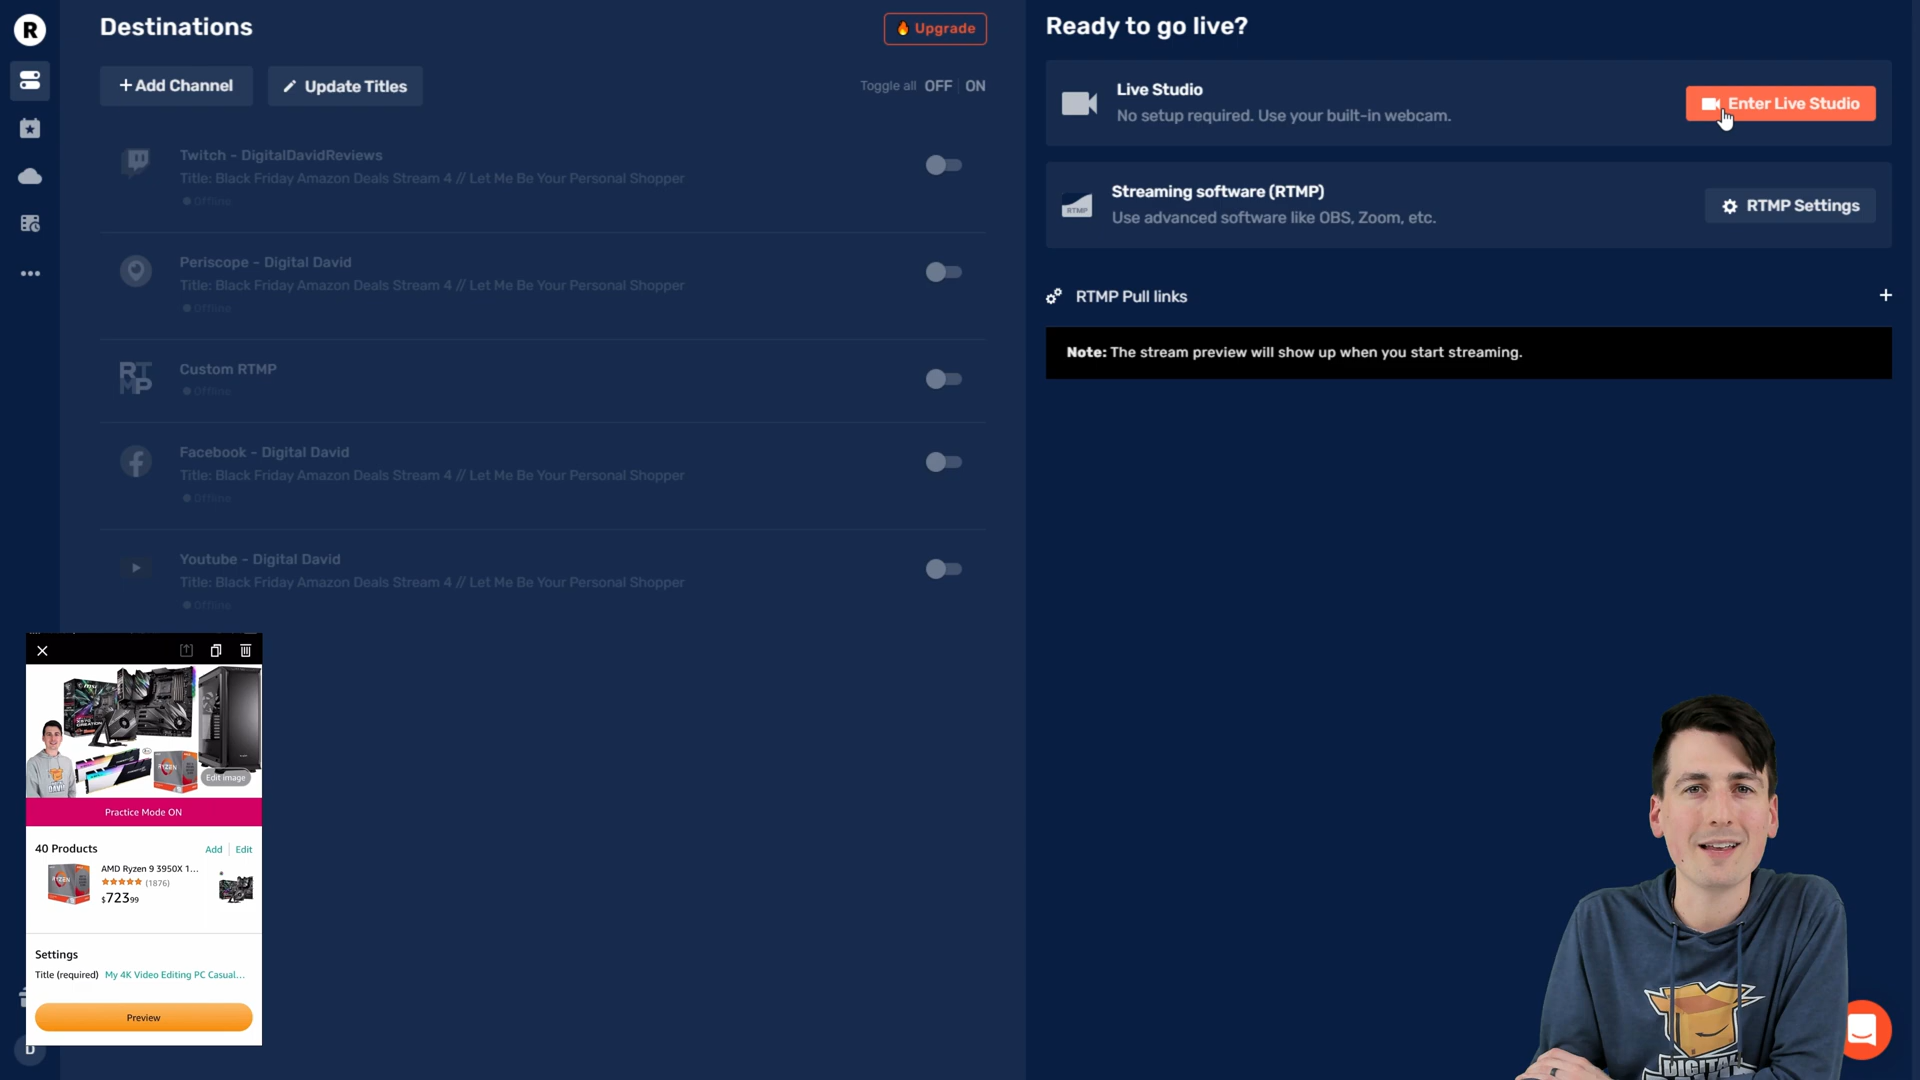 R
Destinations
Upgrade
+ Add Channel
Update Titles
Toggle all OFF | ON
Twitch - DigitalDavidReviews
Title: Black Friday Amazon Deals Stream 4 // Let Me Be Your Personal Shopper
Offline
Periscope - Digital David
Title: Black Friday Amazon Deals Stream 4 // Let Me Be Your Personal Shopper
Offline
RTMP
Custom RTMP
Offline
Facebook - Digital David
Title: Black Friday Amazon Deals Stream 4 // Let Me Be Your Personal Shopper
Offline
Youtube - Digital David
Title: Black Friday Amazon Deals Stream 4 // Let Me Be Your Personal Shopper
Offline
Ready to go live?
Live Studio
No setup required. Use your built-in webcam.
Enter Live Studio
RTMP
Streaming software (RTMP)
Use advanced software like OBS, Zoom, etc.
RTMP Settings
RTMP Pull links
+
Note: The stream preview will show up when you start streaming.
msi
RYZEN
Edit image
Practice Mode ON
40 Products
Add | Edit
AMD Ryzen 9 3950X 1...
(1876)
$723 99
Settings
Title (required) My 4K Video Editing PC Casual...
Preview
D
DIGITAL